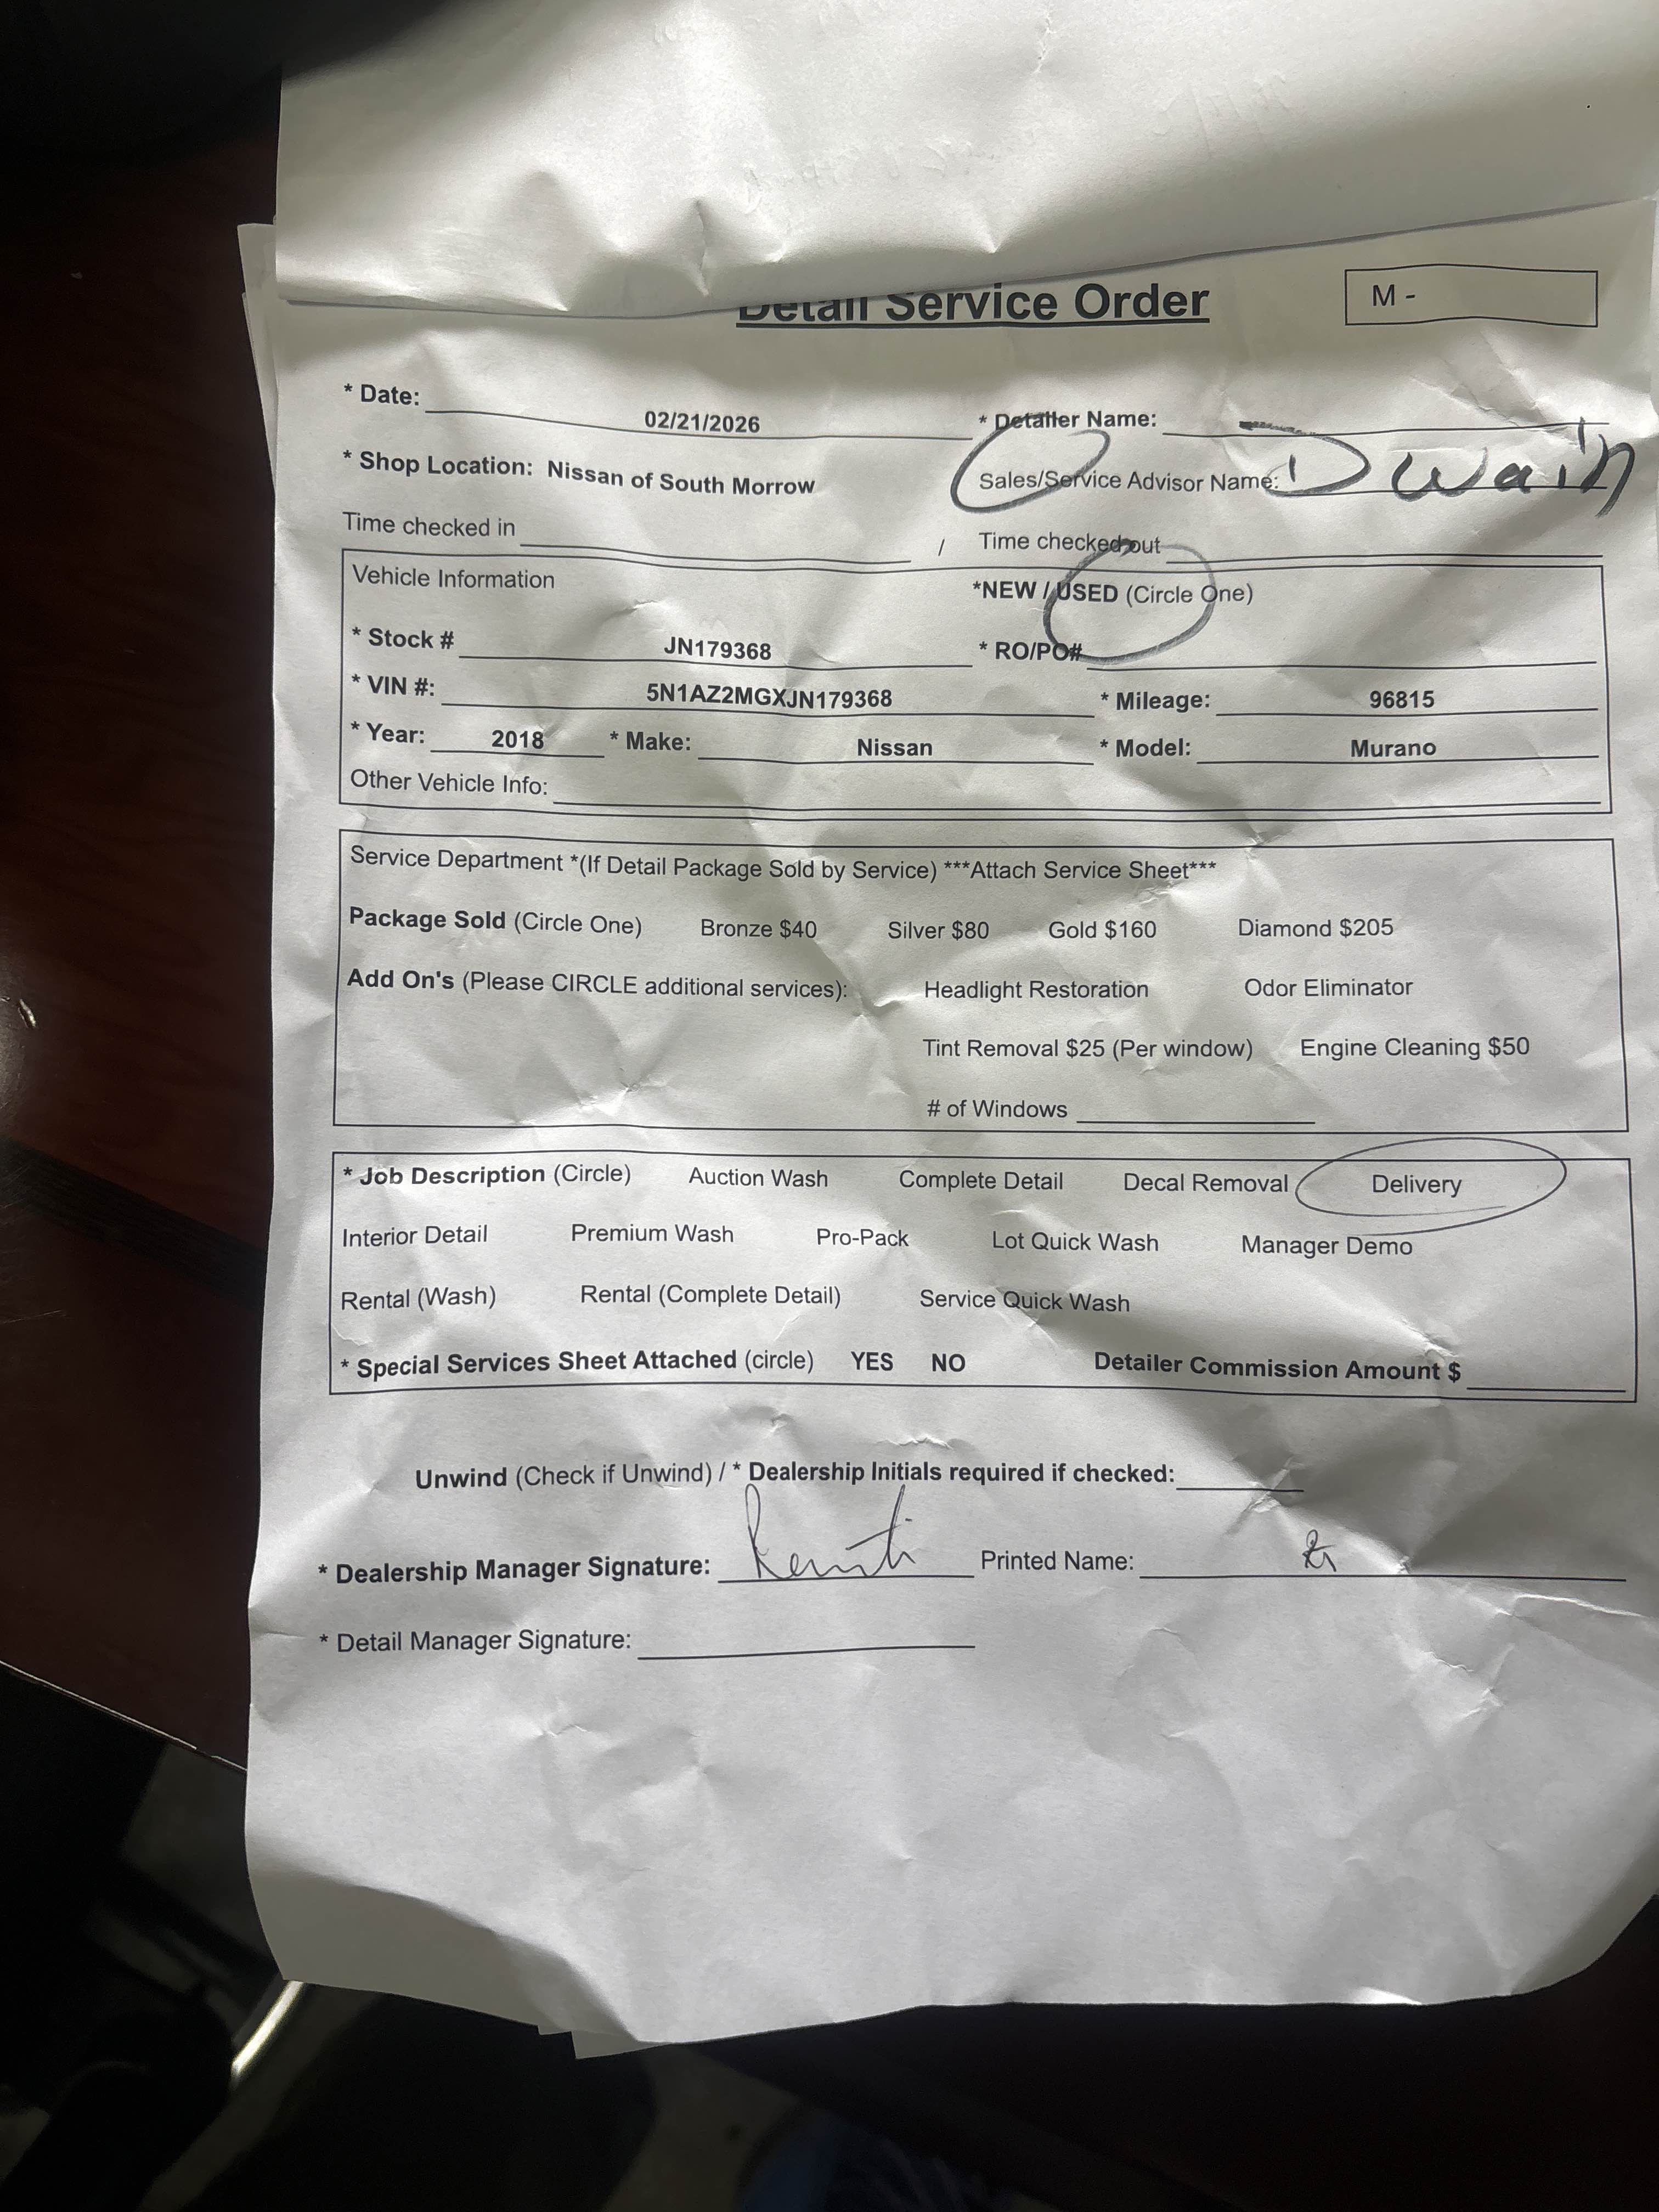 Detail Service Order
M -
* Date: 02/21/2026 * Detailer Name:
* Shop Location: Nissan of South Morrow Sales/Service Advisor Name: Dwain
Time checked in / Time checked out
Vehicle Information *NEW / USED (Circle One)
* Stock # JN179368 * RO/PO#
* VIN #: 5N1AZ2MGXJN179368 * Mileage: 96815
* Year: 2018 * Make: Nissan * Model: Murano
Other Vehicle Info:
Service Department *(If Detail Package Sold by Service) ***Attach Service Sheet***
Package Sold (Circle One) Bronze $40 Silver $80 Gold $160 Diamond $205
Add On's (Please CIRCLE additional services): Headlight Restoration Odor Eliminator
Tint Removal $25 (Per window) Engine Cleaning $50
# of Windows
* Job Description (Circle) Auction Wash Complete Detail Decal Removal Delivery
Interior Detail Premium Wash Pro-Pack Lot Quick Wash Manager Demo
Rental (Wash) Rental (Complete Detail) Service Quick Wash
* Special Services Sheet Attached (circle) YES NO Detailer Commission Amount $
Unwind (Check if Unwind) / * Dealership Initials required if checked:
* Dealership Manager Signature: Printed Name:
* Detail Manager Signature: